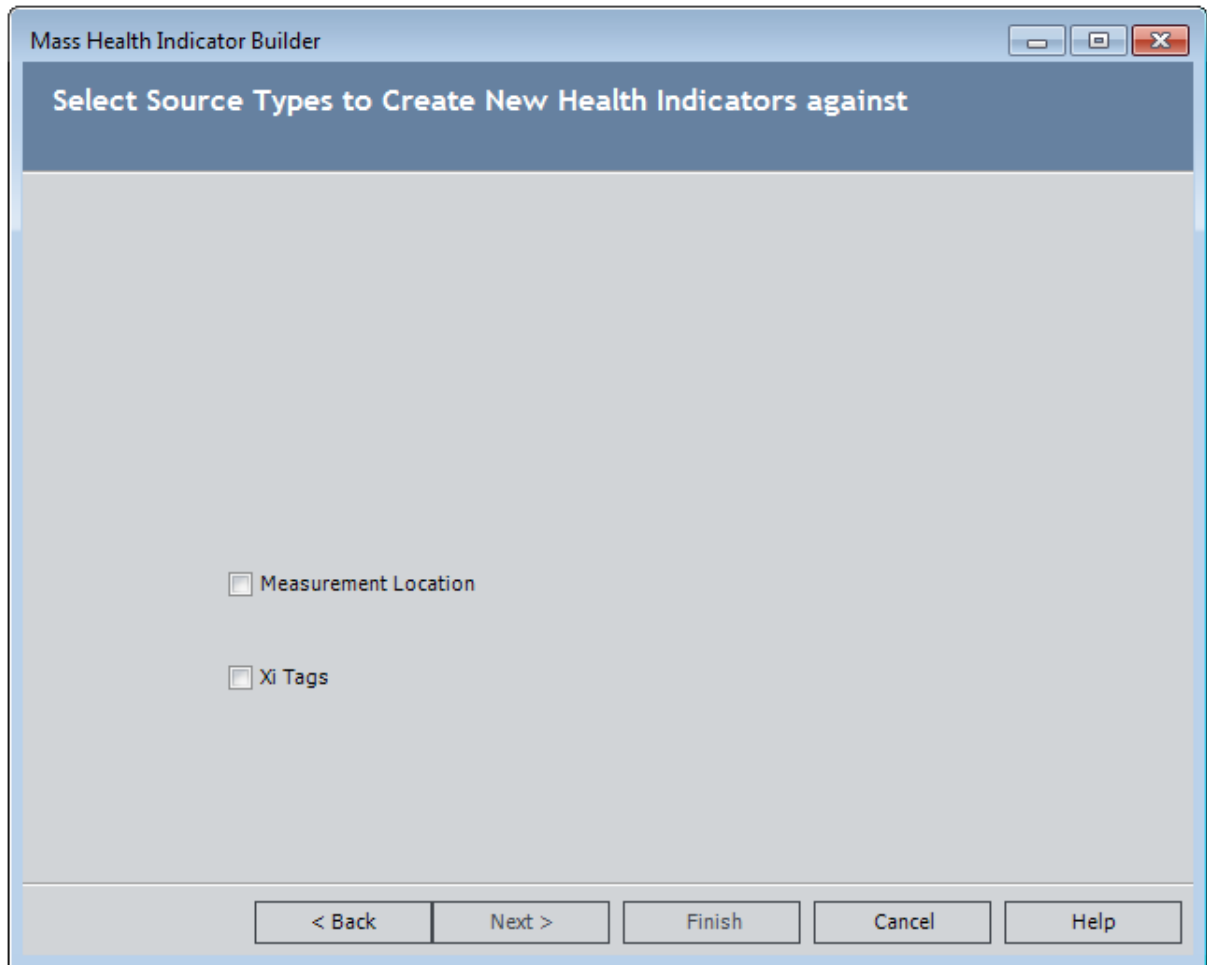 Mass Health Indicator Builder
Select Source Types to Create New Health Indicators against
Measurement Location
Xi Tags
< Back Next > Finish Cancel Help